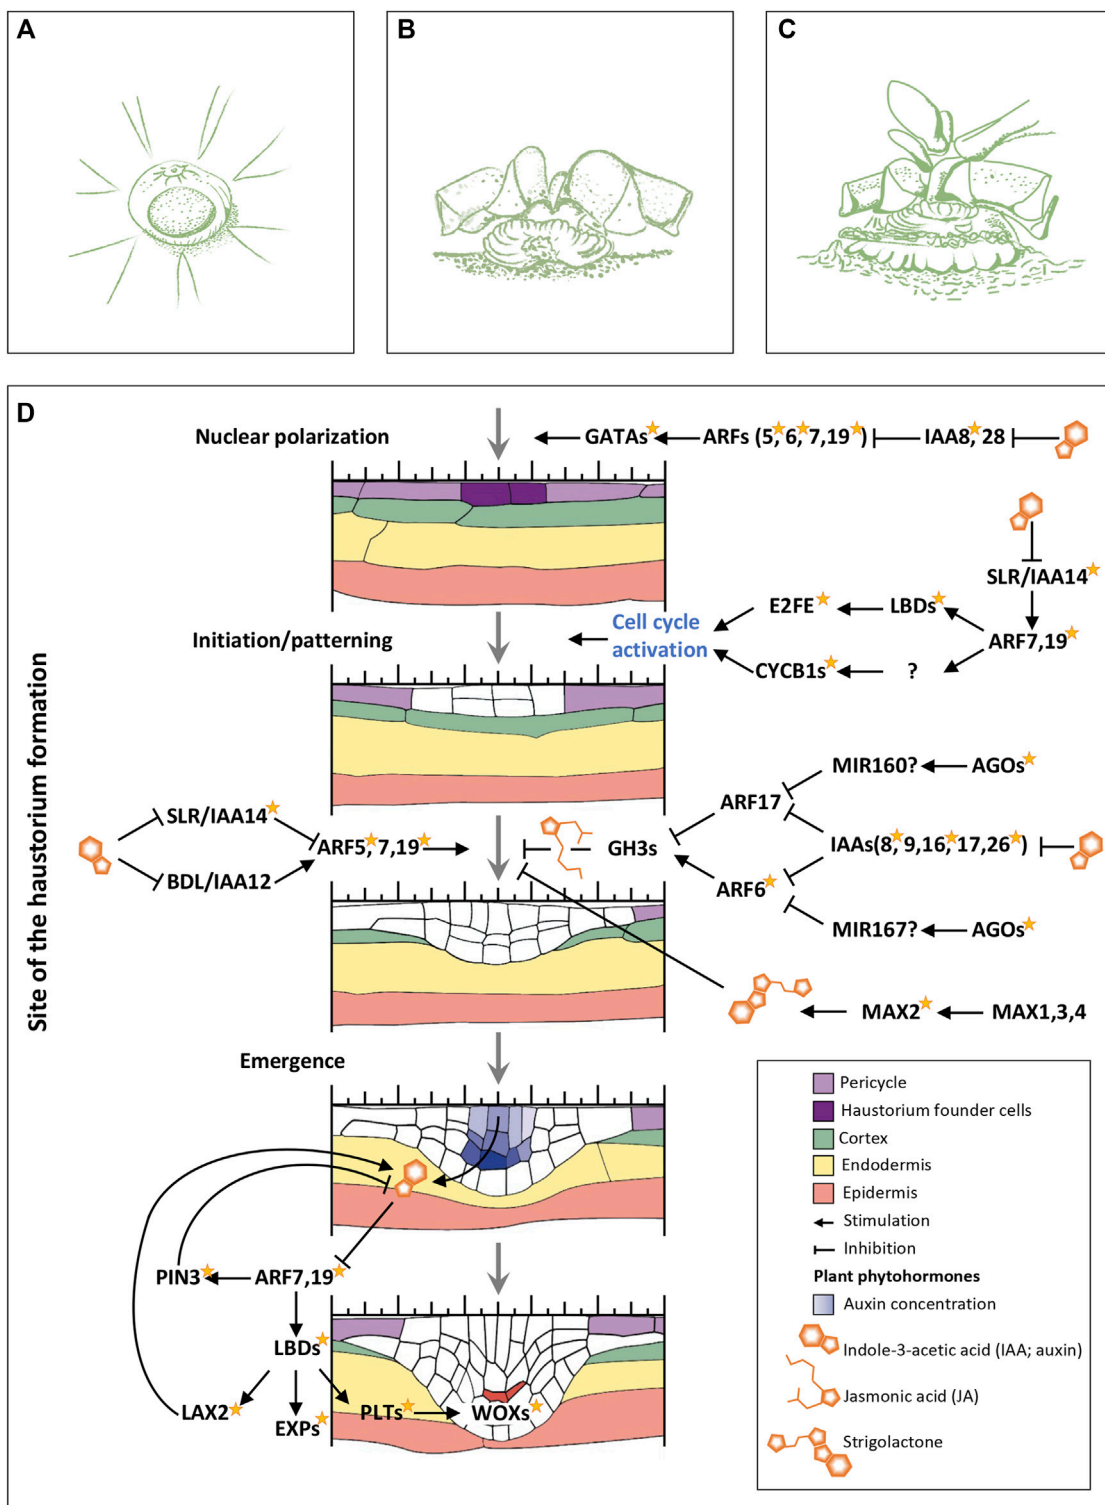 A
B
C
D
Nuclear polarization
GATAs
ARFs (5, 6, 7,19 )
IAA8, 28
SLR/IAA14
E2FE
LBDs
ARF7,19
Cell cycle
activation
Initiation/patterning
CYCB1s
?
Site of the haustorium formation
MIR160?
AGOs
ARF17
SLR/IAA14
ARF5, 7,19
GH3s
IAAs(8, 9,16, 17,26 )
BDL/IAA12
ARF6
MIR167?
AGOs
MAX2
MAX1,3,4
Emergence
PIN3
ARF7,19
LBDs
LAX2
EXPs
PLTs
WOXs
Pericycle
Haustorium founder cells
Cortex
Endodermis
Epidermis
Stimulation
Inhibition
Plant phytohormones
Auxin concentration
Indole-3-acetic acid (IAA; auxin)
Jasmonic acid (JA)
Strigolactone